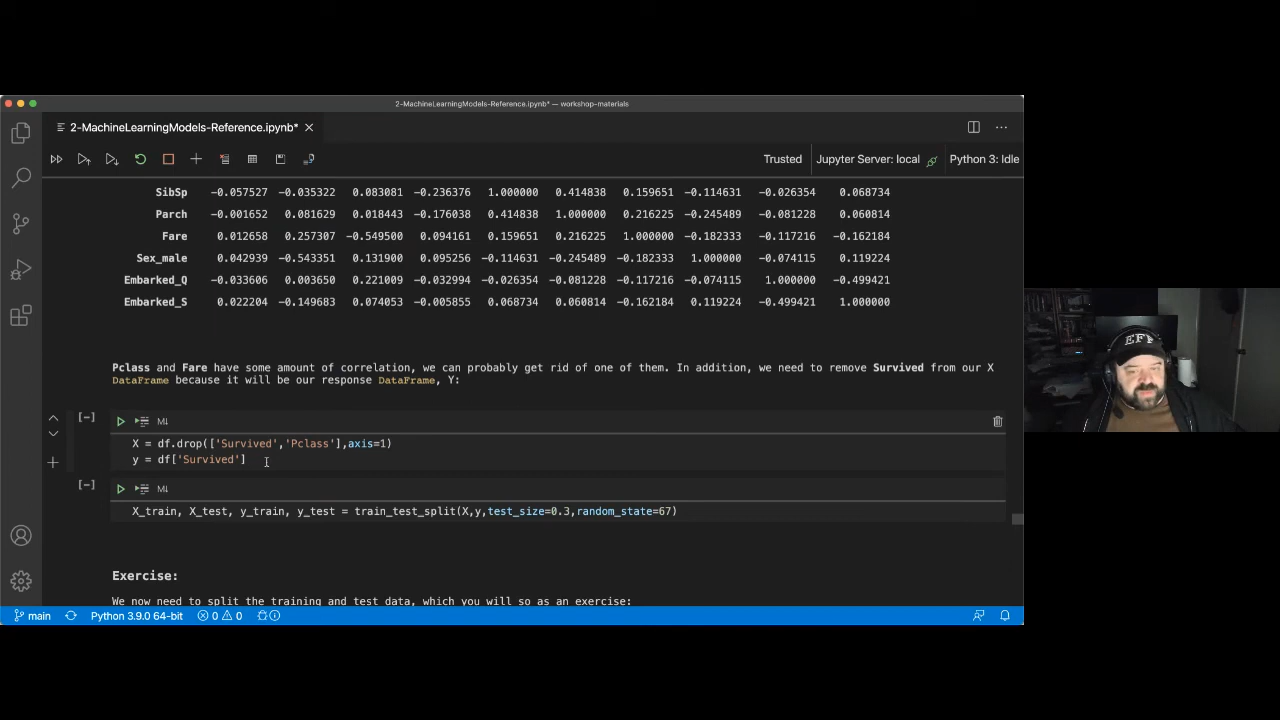 2-MachineLearningModels-Reference.ipynb* — workshop-materials
2-MachineLearningModels-Reference.ipynb*
Trusted Jupyter Server: local Python 3: Idle
SibSp -0.057527 -0.035322 0.083081 -0.236376 1.000000 0.414838 0.159651 -0.114631 -0.026354 0.068734
Parch -0.001652 0.081629 0.018443 -0.176038 0.414838 1.000000 0.216225 -0.245489 -0.081228 0.060814
Fare 0.012658 0.257307 -0.549500 0.094161 0.159651 0.216225 1.000000 -0.182333 -0.117216 -0.162184
Sex_male 0.042939 -0.543351 0.131900 0.095256 -0.114631 -0.245489 -0.182333 1.000000 -0.074115 0.119224
Embarked_Q -0.033606 0.003650 0.221009 -0.032994 -0.026354 -0.081228 -0.117216 -0.074115 1.000000 -0.499421
Embarked_S 0.022204 -0.149683 0.074053 -0.005855 0.068734 0.060814 -0.162184 0.119224 -0.499421 1.000000
Pclass and Fare have some amount of correlation, we can probably get rid of one of them. In addition, we need to remove Survived from our X
DataFrame because it will be our response DataFrame, Y:
[-]
M↓
X = df.drop(['Survived','Pclass'],axis=1)
y = df['Survived']
[-]
M↓
X_train, X_test, y_train, y_test = train_test_split(X,y,test_size=0.3,random_state=67)
Exercise:
We now need to split the training and test data, which you will so as an exercise:
main Python 3.9.0 64-bit 0 0
EFF